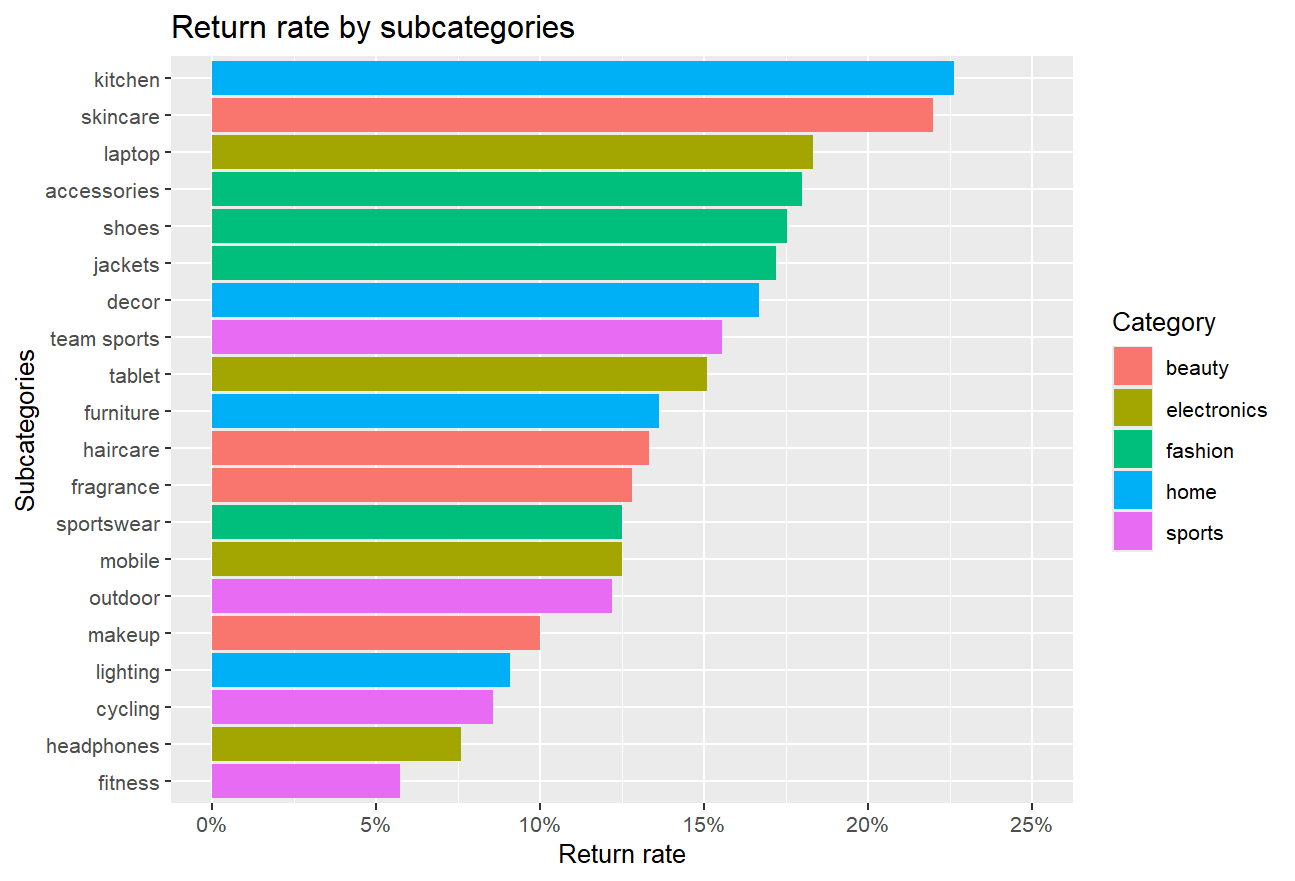 Return rate by subcategories
kitchen
skincare
laptop
accessories
shoes
jackets
decor
team sports
tablet
furniture
haircare
fragrance
sportswear
mobile
outdoor
makeup
lighting
cycling
headphones
fitness
Subcategories
0% 5% 10% 15% 20% 25%
Return rate
Category
beauty
electronics
fashion
home
sports